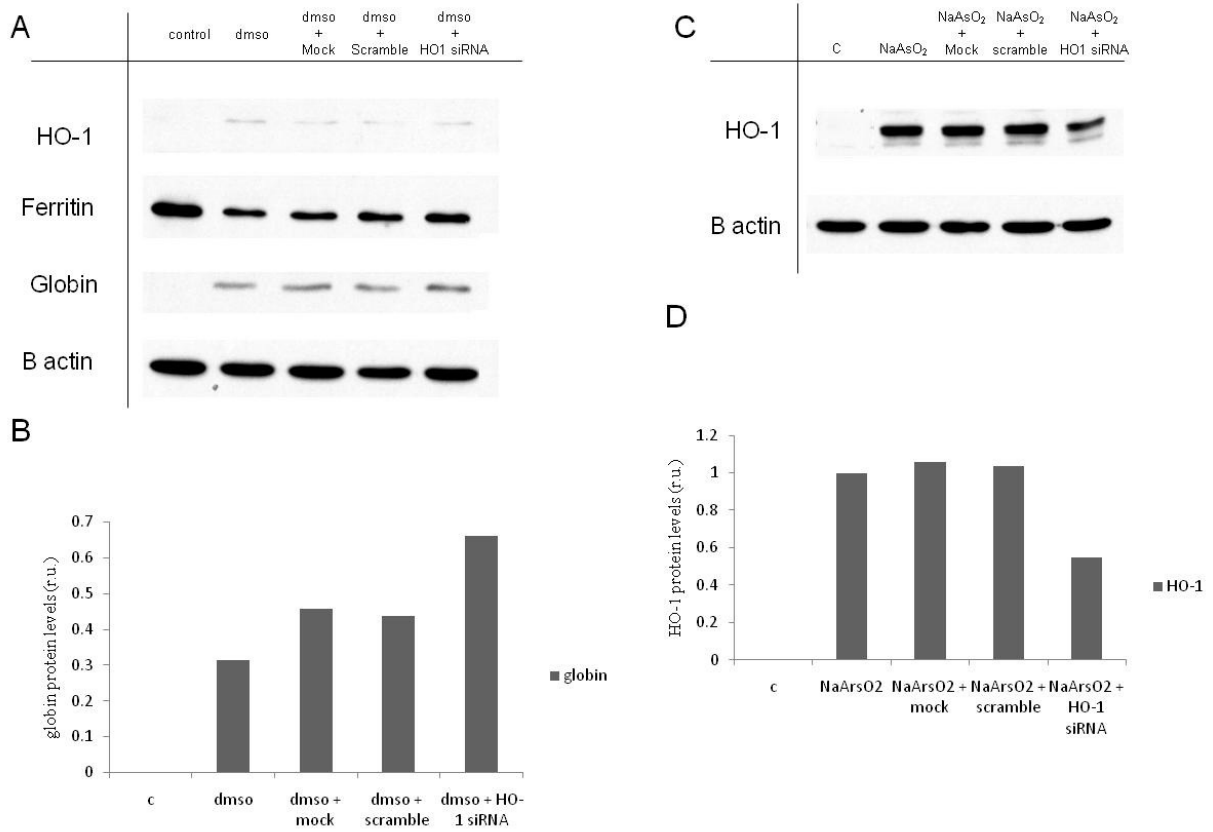 A
control
dmso
dmso
+
Mock
dmso
+
Scramble
dmso
+
HO1 siRNA
HO-1
Ferritin
Globin
B actin
B
globin protein levels (r.u.)
0.7
0.6
0.5
0.4
0.3
0.2
0.1
0
c
dmso
dmso +
mock
dmso +
scramble
dmso + HO-
1 siRNA
globin
C
C
NaAsO₂
NaAsO₂
+
Mock
NaAsO₂
+
scramble
NaAsO₂
+
HO1 siRNA
HO-1
B actin
D
HO-1 protein levels (r.u.)
1.2
1
0.8
0.6
0.4
0.2
0
c
NaArsO2
NaArsO2 +
mock
NaArsO2 +
scramble
NaArsO2 +
HO-1
siRNA
HO-1